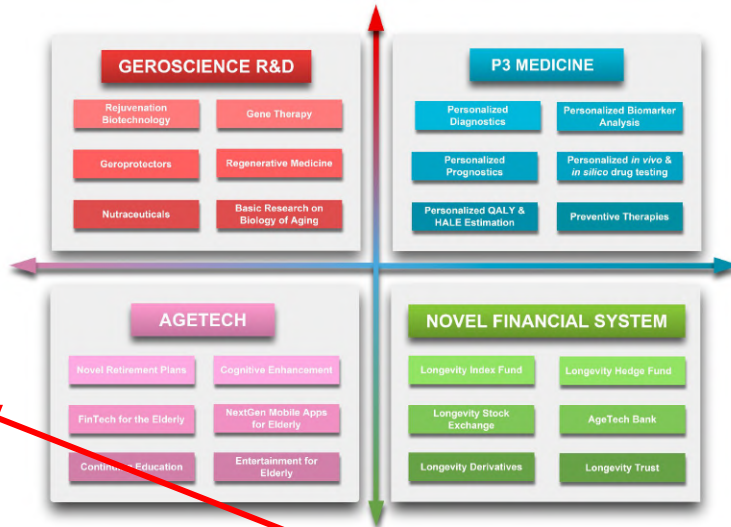 GEROSCIENCE R&D
Rejuvenation
Biotechnology
Gene Therapy
Geroprotectors
Regenerative Medicine
Nutraceuticals
Basic Research on
Biology of Aging
P3 MEDICINE
Personalized
Diagnostics
Personalized Biomarker
Analysis
Personalized
Prognostics
Personalized in vivo &
in silico drug testing
Personalized QALY &
HALE Estimation
Preventive Therapies
AGETECH
Novel Retirement Plans
Cognitive Enhancement
FinTech for the Elderly
NextGen Mobile Apps
for Elderly
Education
Entertainment for
Elderly
NOVEL FINANCIAL SYSTEM
Longevity Index Fund
Longevity Hedge Fund
Longevity Stock
Exchange
AgeTech Bank
Longevity Derivatives
Longevity Trust